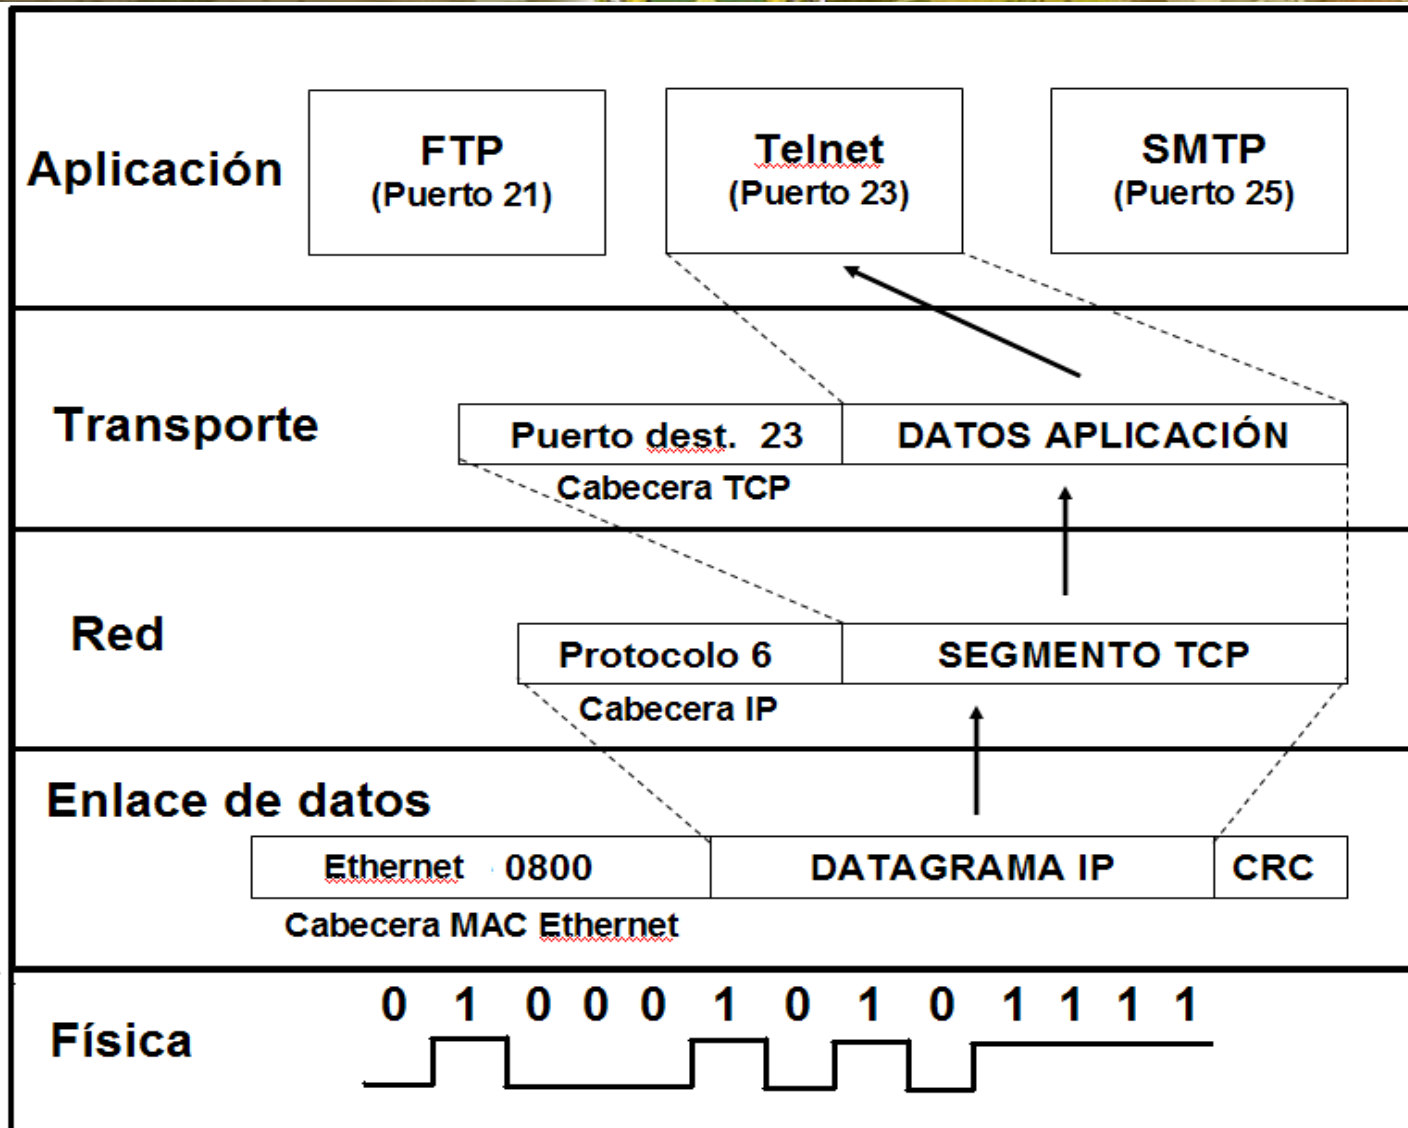 Aplicación
FTP
(Puerto 21)
Telnet
(Puerto 23)
SMTP
(Puerto 25)
Transporte
Puerto dest. 23
DATOS APLICACIÓN
Cabecera TCP
Red
Protocolo 6
SEGMENTO TCP
Cabecera IP
Enlace de datos
Ethernet 0800
DATAGRAMA IP
CRC
Cabecera MAC Ethernet
Física
0 1 0 0 0 1 0 1 0 1 1 1 1